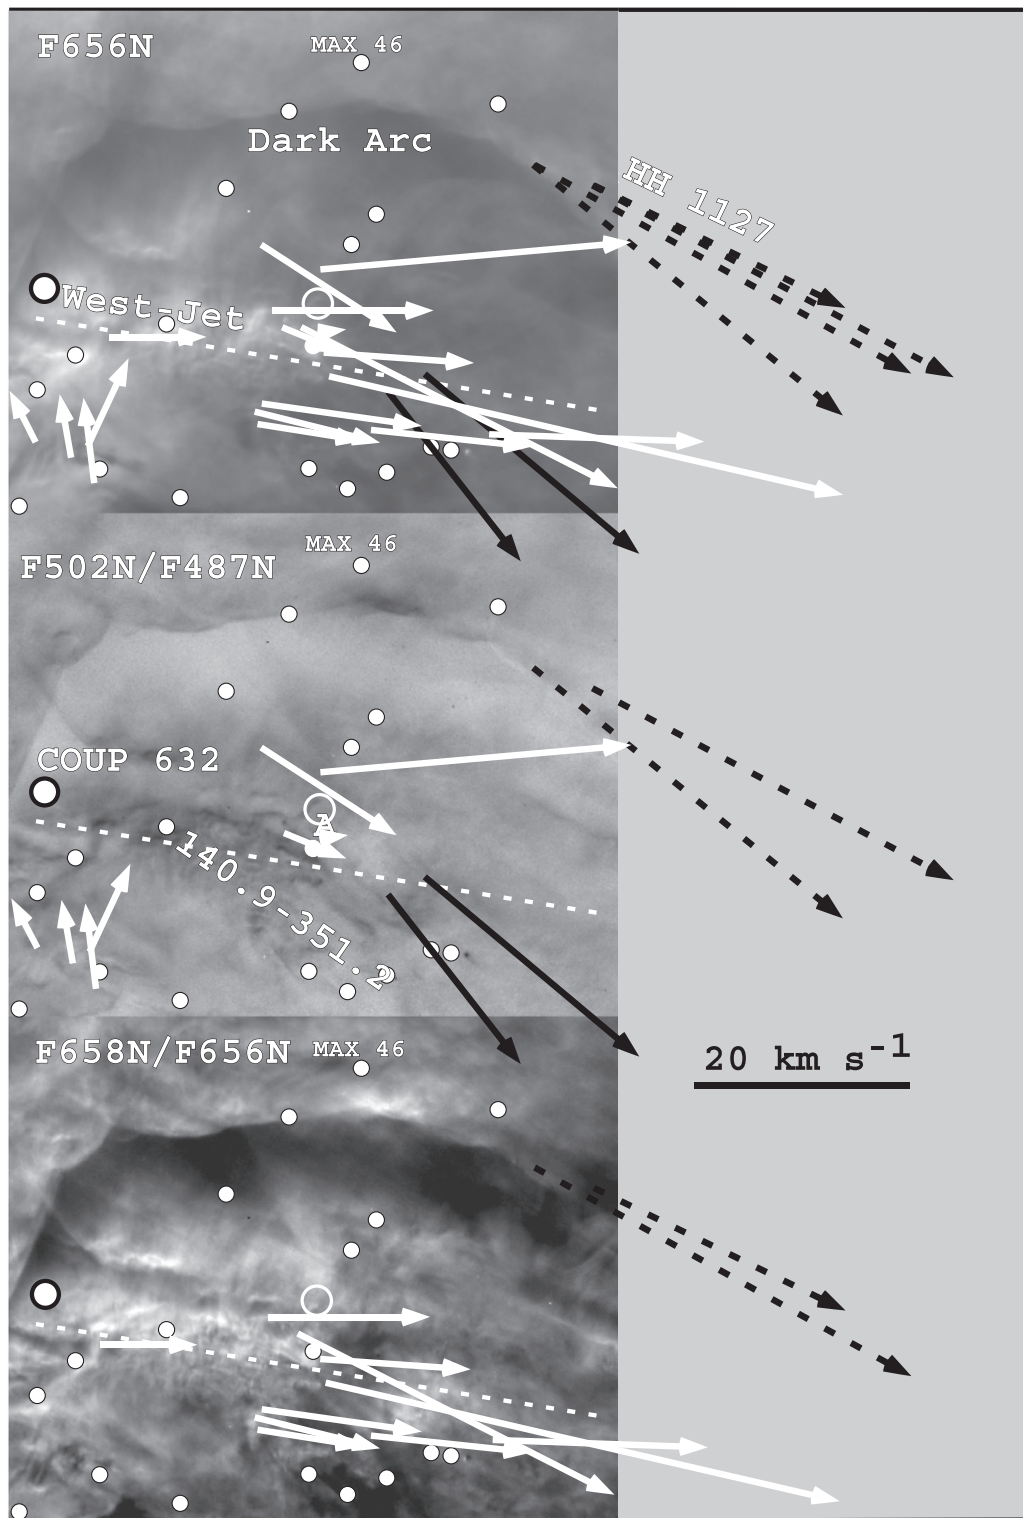 F656N
MAX 46
Dark Arc
HH 1127
West-Jet
MAX 46
F502N/F487N
COUP 632
A
140.9-351.2
20 km s-1
F658N/F656N MAX 46